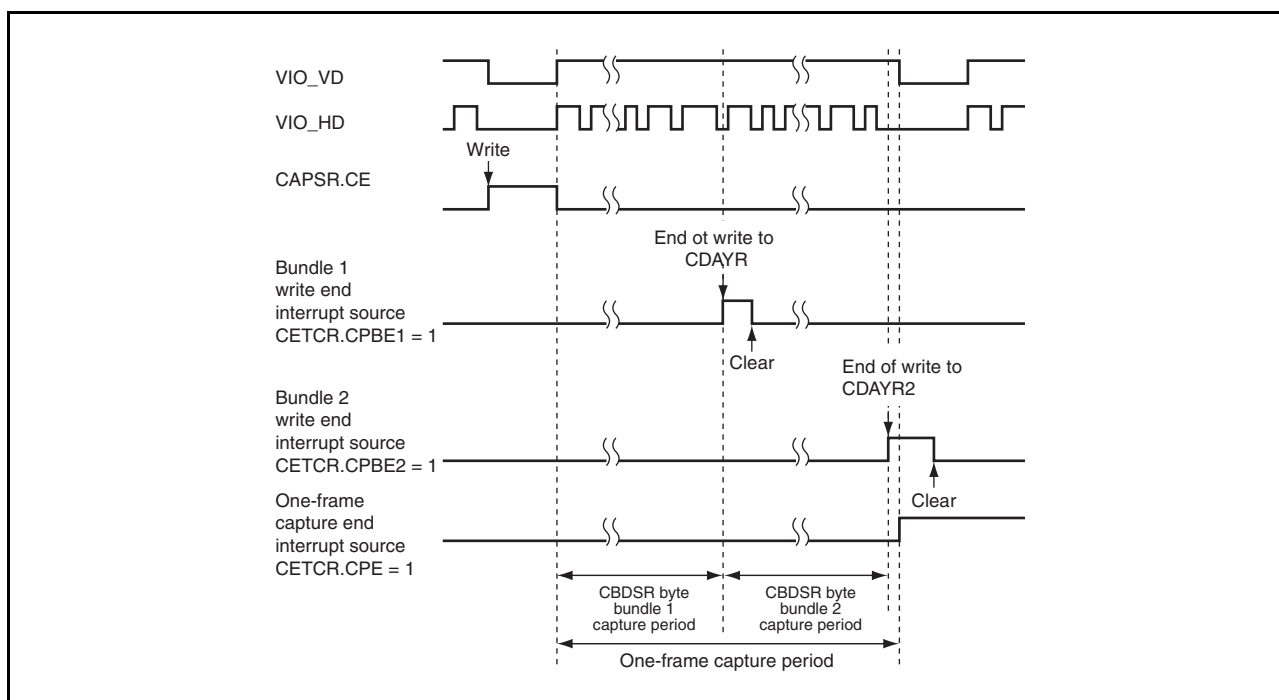 VIO_VD
VIO_HD
Write
CAPSR.CE
End ot write to
CDAYR
Bundle 1
write end
interrupt source
CETCR.CPBE1 = 1
Clear
End of write to
CDAYR2
Bundle 2
write end
interrupt source
CETCR.CPBE2 = 1
Clear
One-frame
capture end
interrupt source
CETCR.CPE = 1
CBDSR byte
bundle 1
capture period
CBDSR byte
bundle 2
capture period
One-frame capture period